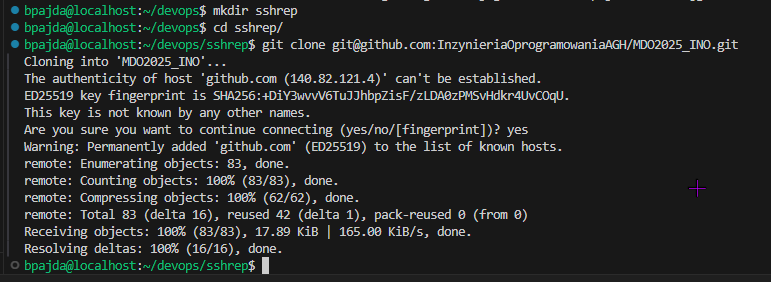 bpajda@localhost:~/devops$ mkdir sshrep
bpajda@localhost:~/devops$ cd sshrep/
bpajda@localhost:~/devops/sshrep$ git clone git@github.com:InzynieriaOprogramowaniaAGH/MDO2025_INO.git
Cloning into 'MDO2025_INO'...
The authenticity of host 'github.com (140.82.121.4)' can't be established.
ED25519 key fingerprint is SHA256:+DiY3wvvV6TuJJhbpZisF/zLDA0zPMSvHdkr4UvCOqU.
This key is not known by any other names.
Are you sure you want to continue connecting (yes/no/[fingerprint])? yes
Warning: Permanently added 'github.com' (ED25519) to the list of known hosts.
remote: Enumerating objects: 83, done.
remote: Counting objects: 100% (83/83), done.
remote: Compressing objects: 100% (62/62), done.
remote: Total 83 (delta 16), reused 42 (delta 1), pack-reused 0 (from 0)
Receiving objects: 100% (83/83), 17.89 KiB | 165.00 KiB/s, done.
Resolving deltas: 100% (16/16), done.
bpajda@localhost:~/devops/sshrep$